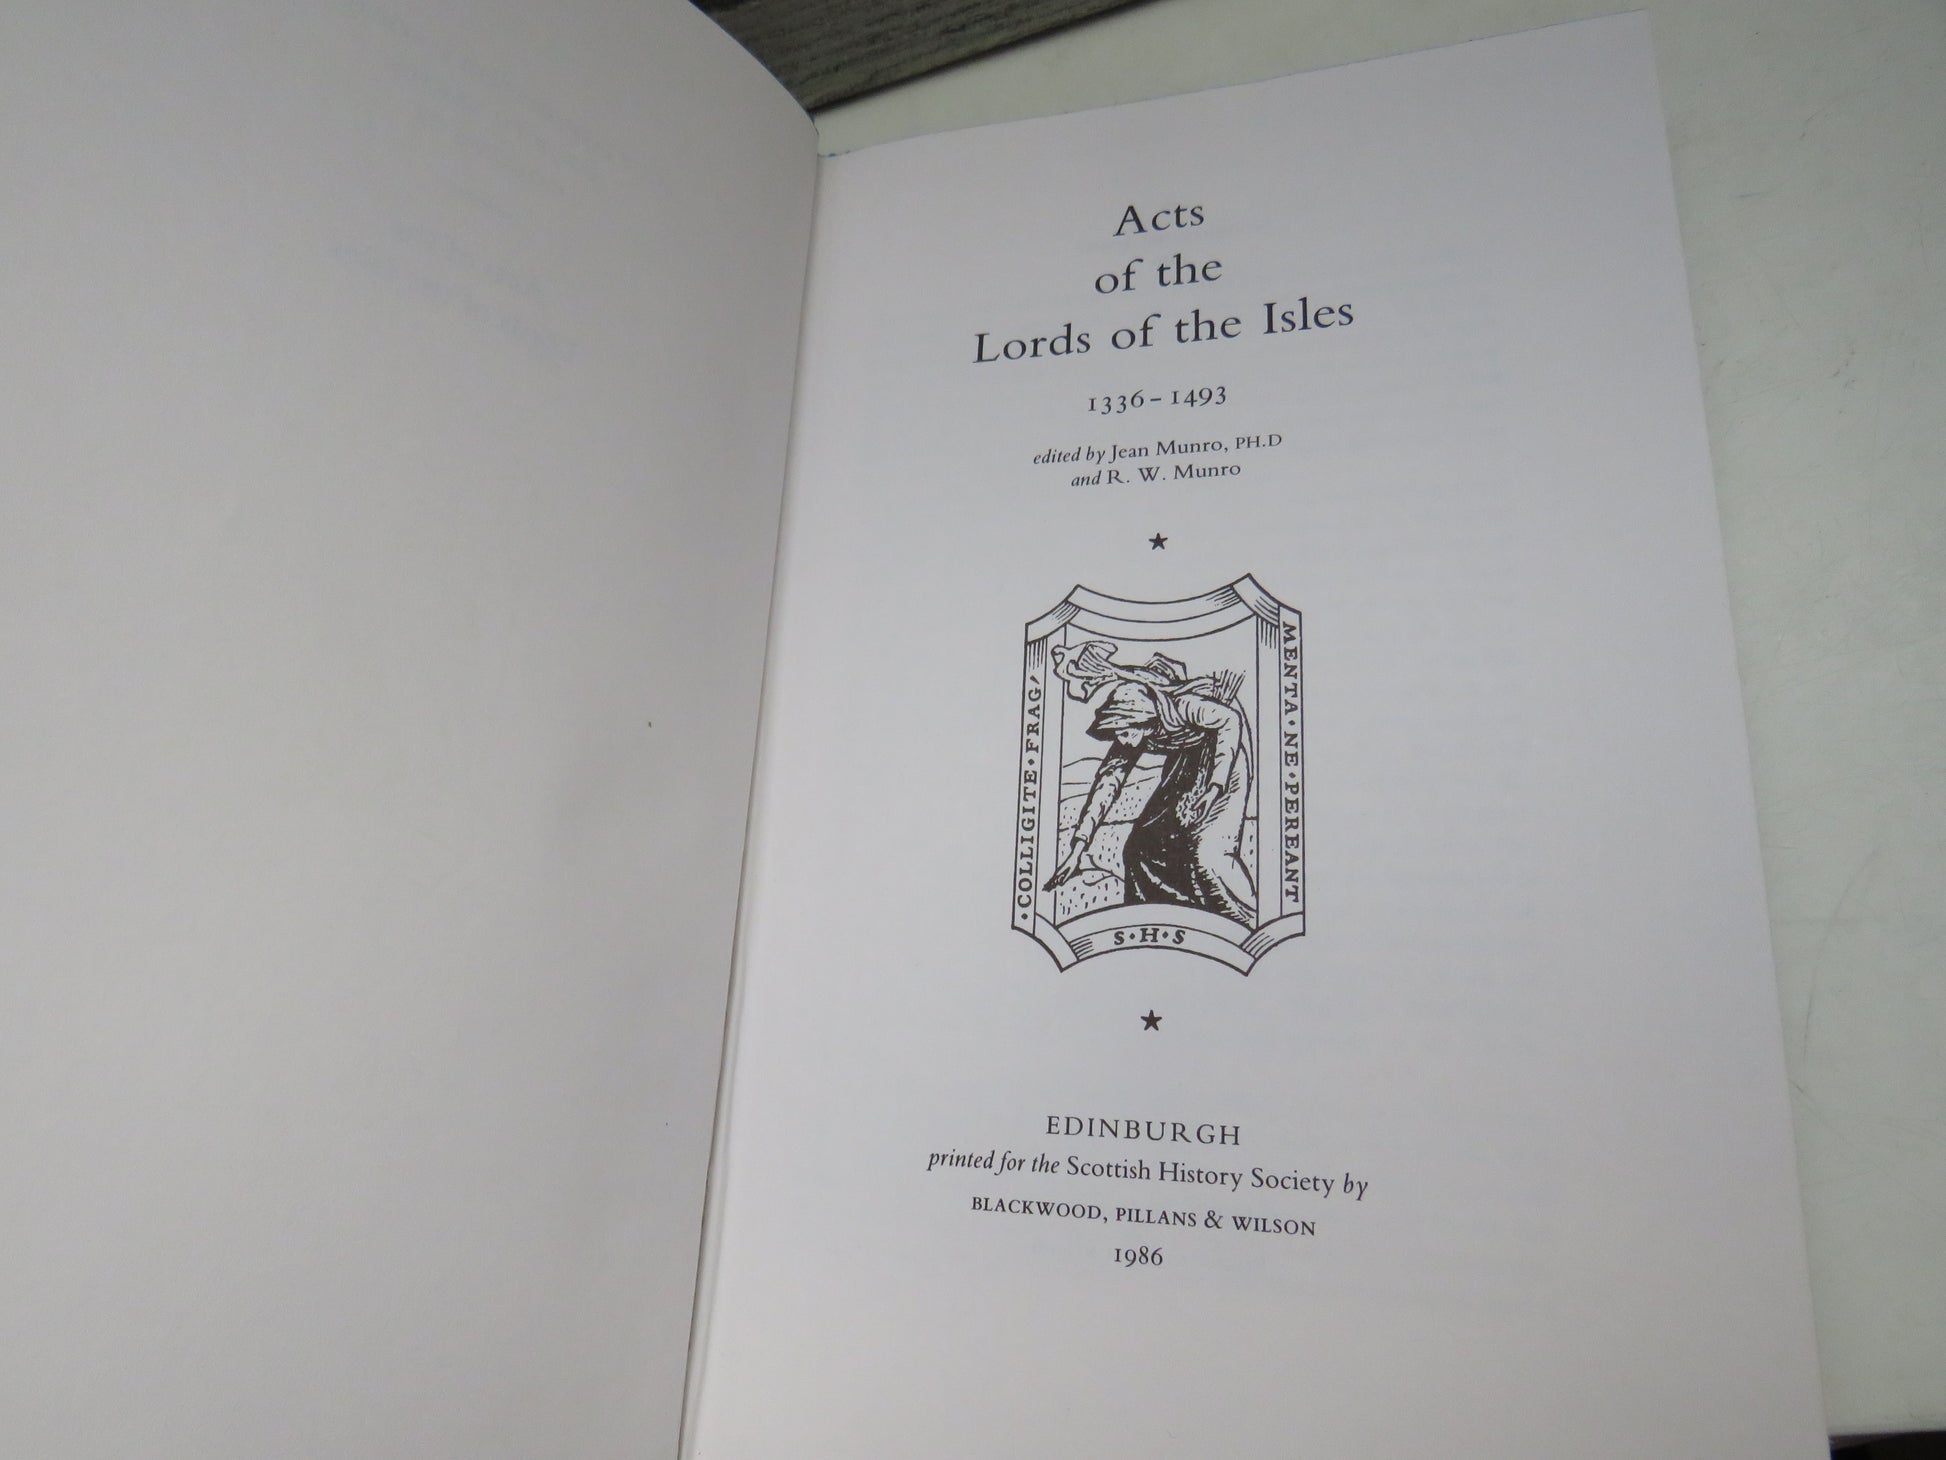 Acts
of the
Lords of the Isles
1336–1493
edited by Jean Munro, PH.D
and R. W. Munro
★
·COLLIGITE·FRAG′
MENTA·NE·PEREANT
S·H·S
★
EDINBURGH
printed for the Scottish History Society by
BLACKWOOD, PILLANS & WILSON
1986